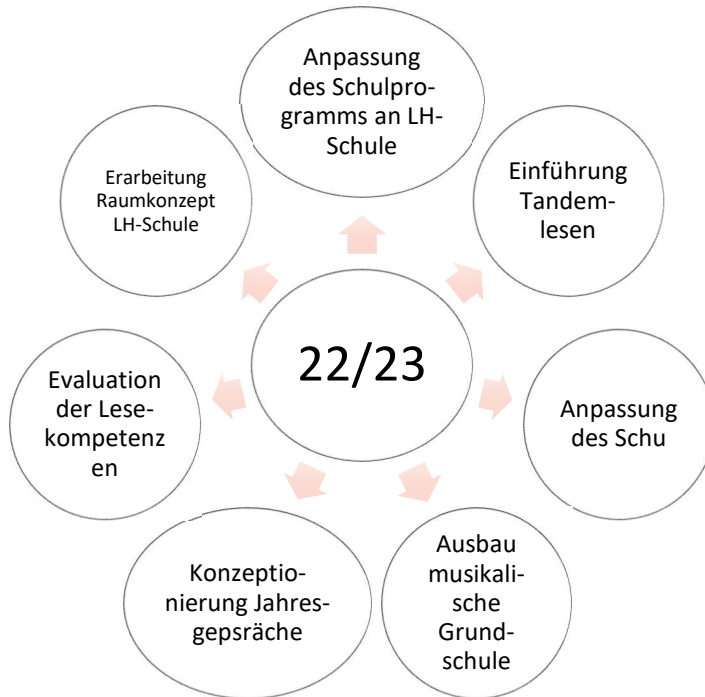 Anpassung
des Schulpro-
gramms an LH-
Schule
Einführung
Tandem-
lesen
Anpassung
des Schu
Ausbau
musikali-
sche
Grund-
schule
Konzeptio-
nierung Jahres-
gepsräche
Evaluation
der Lese-
kompetenz
en
Erarbeitung
Raumkonzept
LH-Schule
22/23